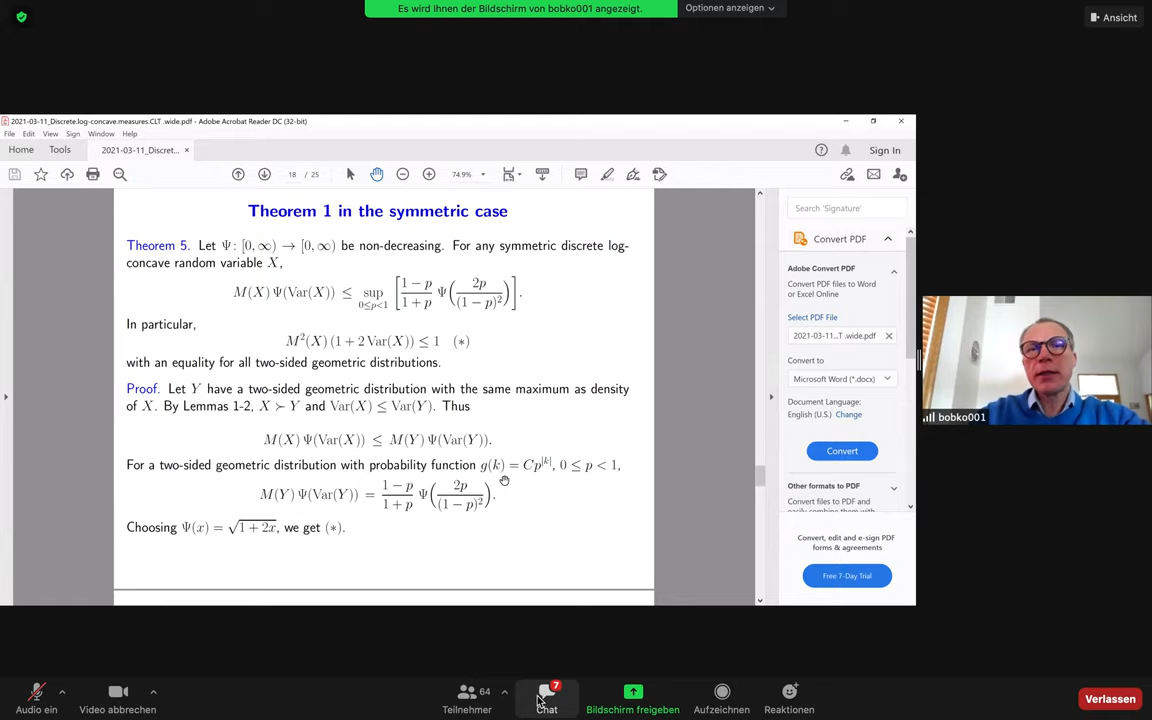 Es wird Ihnen der Bildschirm von bobko001 angezeigt.
Optionen anzeigen
Ansicht
2021-03-11_Discrete.log-concave.measures.CLT .wide.pdf - Adobe Acrobat Reader DC (32-bit)
File Edit View Sign Window Help
Home Tools 2021-03-11_Discret... × Sign In
18 / 25 74.9%
Theorem 1 in the symmetric case
Theorem 5. Let Ψ: [0, ∞) → [0, ∞) be non-decreasing. For any symmetric discrete log-
concave random variable X,
M(X) Ψ(Var(X)) ≤ sup_{0≤p<1} [ (1 − p)/(1 + p) Ψ( 2p/(1 − p)² ) ].
In particular,
M²(X) (1 + 2 Var(X)) ≤ 1 (∗)
with an equality for all two-sided geometric distributions.
Proof. Let Y have a two-sided geometric distribution with the same maximum as density
of X. By Lemmas 1-2, X ≻ Y and Var(X) ≤ Var(Y). Thus
M(X) Ψ(Var(X)) ≤ M(Y) Ψ(Var(Y)).
For a two-sided geometric distribution with probability function g(k) = Cp^{|k|}, 0 ≤ p < 1,
M(Y) Ψ(Var(Y)) = (1 − p)/(1 + p) Ψ( 2p/(1 − p)² ).
Choosing Ψ(x) = √(1 + 2x), we get (∗).
Search 'Signature'
Convert PDF
Adobe Convert PDF
Convert PDF files to Word
or Excel Online
Select PDF File
2021-03-11...T .wide.pdf ×
Convert to
Microsoft Word (*.docx)
Document Language:
English (U.S.) Change
Convert
Other formats to PDF
Convert files to PDF and
easily combine them with
Convert, edit and e-sign PDF
forms & agreements
Free 7-Day Trial
bobko001
Audio ein
Video abbrechen
64
Teilnehmer
7
Chat
Bildschirm freigeben
Aufzeichnen
Reaktionen
Verlassen